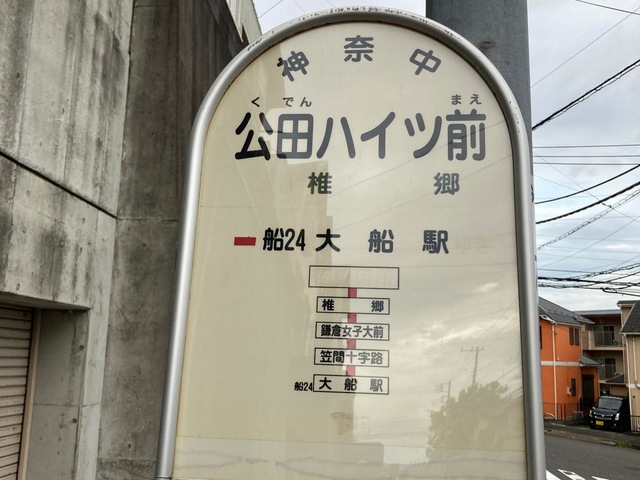 神奈中
くでん まえ
公田ハイツ前
椎郷
船24 大船駅
椎郷
鎌倉女子大前
笠間十字路
船24 大船駅